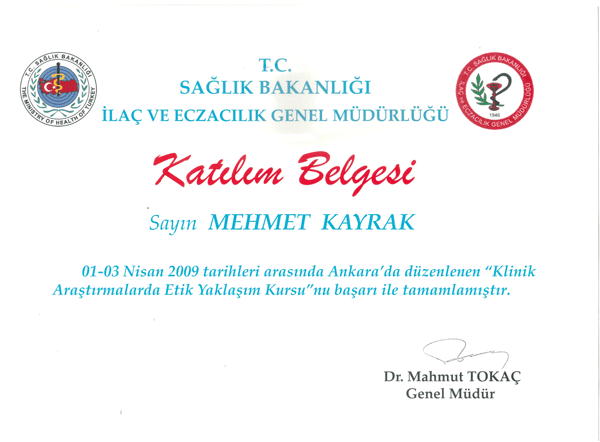 T.C.
SAĞLIK BAKANLIĞI
İLAÇ VE ECZACILIK GENEL MÜDÜRLÜĞÜ
T.C. SAĞLIK BAKANLIĞI
THE MINISTRY OF HEALTH OF TURKEY
T.C. SAĞLIK BAKANLIĞI
İLAÇ ve ECZACILIK GENEL MÜDÜRLÜĞÜ
1946
Katılım Belgesi
Sayın MEHMET KAYRAK
01-03 Nisan 2009 tarihleri arasında Ankara'da düzenlenen “Klinik
Araştırmalarda Etik Yaklaşım Kursu”nu başarı ile tamamlamıştır.
Dr. Mahmut TOKAÇ
Genel Müdür